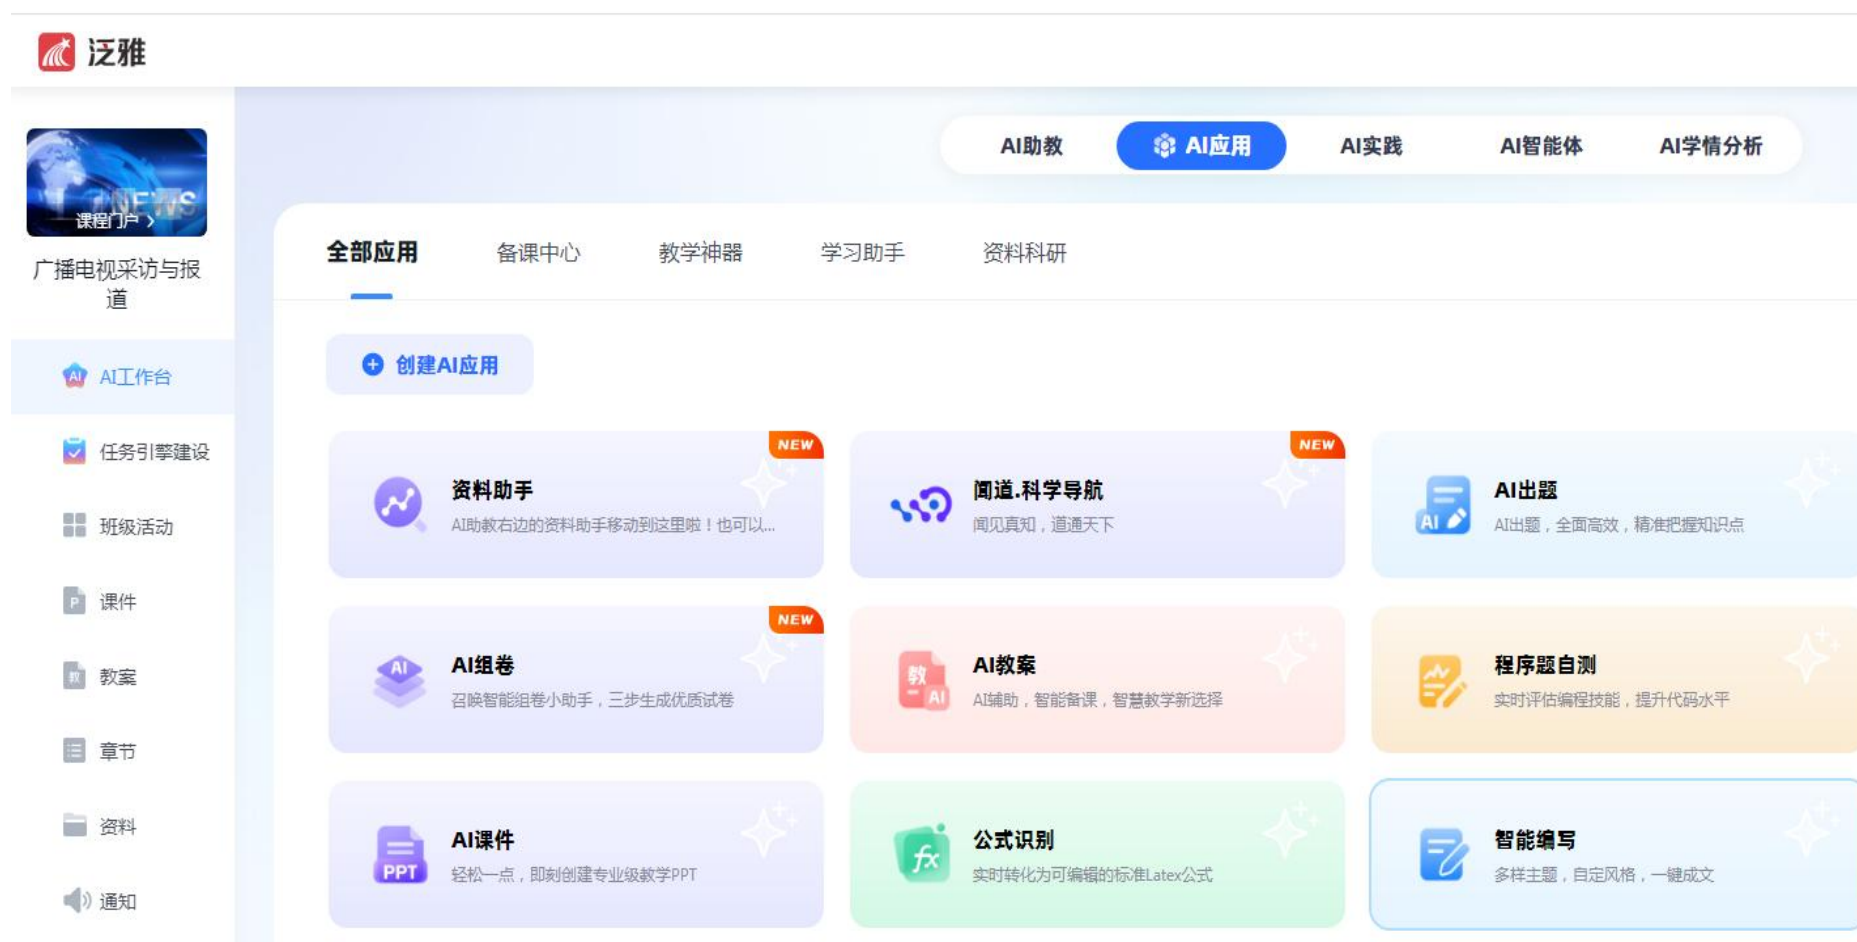 泛雅
NEWS
课程门户 >
广播电视采访与报
道
AI工作台
任务引擎建设
班级活动
课件
教案
章节
资料
通知
AI助教
AI应用
AI实践
AI智能体
AI学情分析
全部应用
备课中心
教学神器
学习助手
资料科研
创建AI应用
NEW
资料助手
AI助教右边的资料助手移动到这里啦！也可以...
NEW
闻道.科学导航
闻见真知，道通天下
AI
AI出题
AI出题，全面高效，精准把握知识点
NEW
AI
AI组卷
召唤智能组卷小助手，三步生成优质试卷
教
AI
AI教案
AI辅助，智能备课，智慧教学新选择
程序题自测
实时评估编程技能，提升代码水平
PPT
AI课件
轻松一点，即刻创建专业级教学PPT
fx
公式识别
实时转化为可编辑的标准Latex公式
智能编写
多样主题，自定风格，一键成文